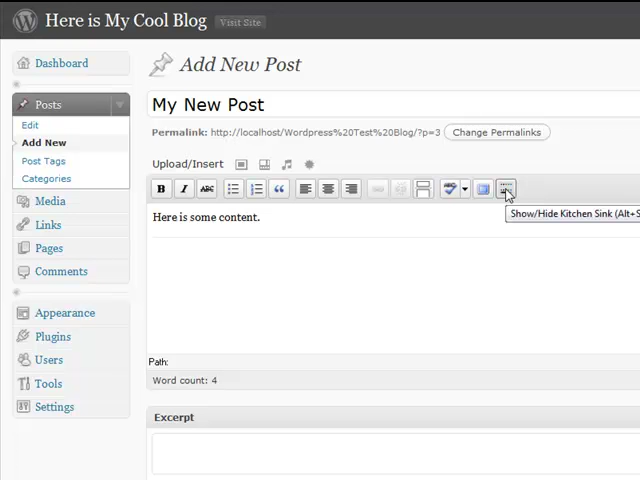 Here is My Cool Blog
Visit Site
Dashboard
Add New Post
Posts
My New Post
Edit
Permalink: http://localhost/Wordpress%20Test%20Blog/?p=3
Change Permalinks
Add New
Post Tags
Upload/Insert
Categories
B I ABC
ABC
Media
Here is some content.
Show/Hide Kitchen Sink (Alt+S
Links
Pages
Comments
Appearance
Plugins
Users
Path:
Tools
Word count: 4
Settings
Excerpt